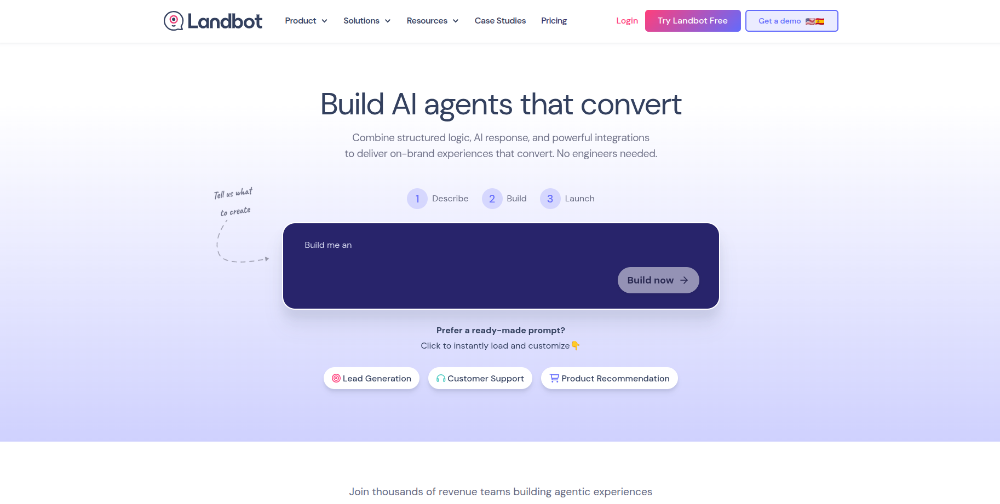 Landbot
Product
Solutions
Resources
Case Studies
Pricing
Login
Try Landbot Free
Get a demo 🇺🇸🇪🇸
Build AI agents that convert
Combine structured logic, AI response, and powerful integrations
to deliver on-brand experiences that convert. No engineers needed.
Tell us what
to create
1 Describe
2 Build
3 Launch
Build me an
Build now
Prefer a ready-made prompt?
Click to instantly load and customize👇
Lead Generation
Customer Support
Product Recommendation
Join thousands of revenue teams building agentic experiences